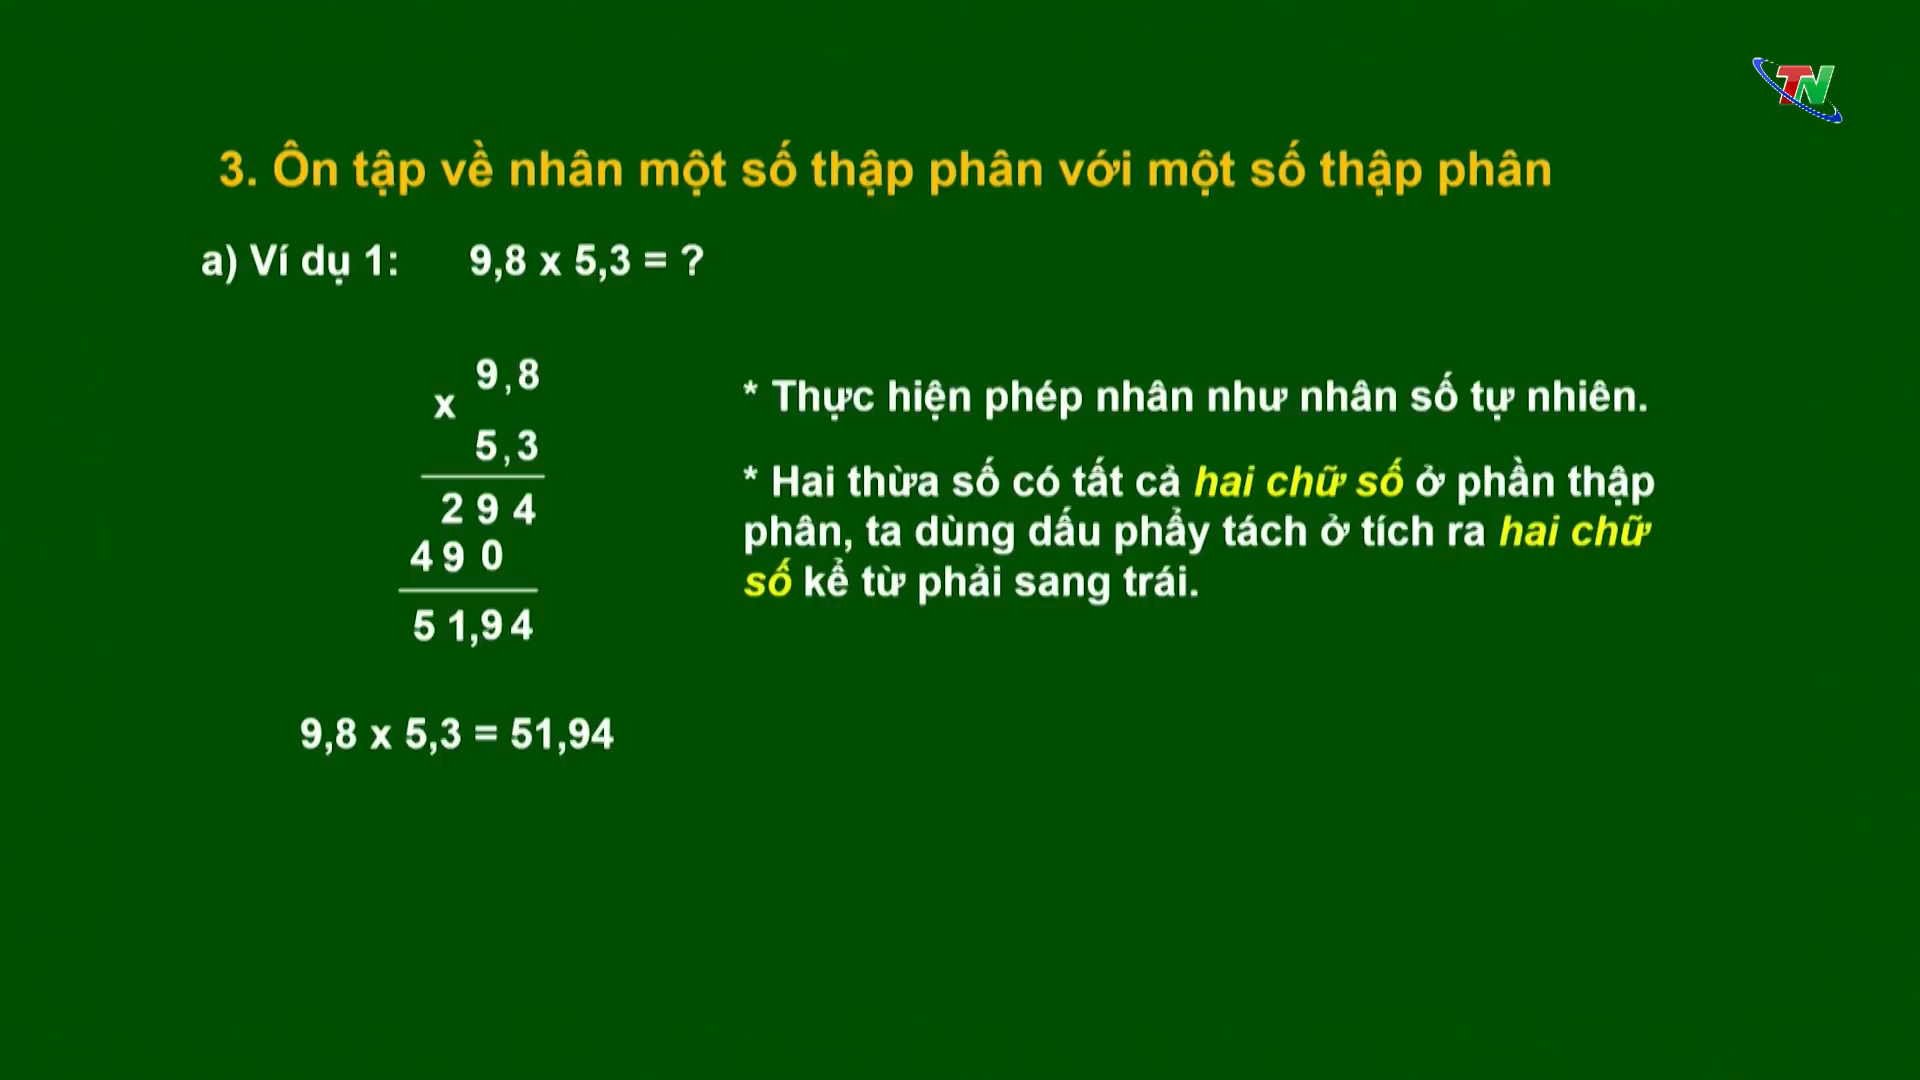 TN
3. Ôn tập về nhân một số thập phân với một số thập phân
a) Ví dụ 1: 9,8 x 5,3 = ?
9,8
x
5,3
294
490
51,94
* Thực hiện phép nhân như nhân số tự nhiên.
* Hai thừa số có tất cả hai chữ số ở phần thập
phân, ta dùng dấu phẩy tách ở tích ra hai chữ
số kể từ phải sang trái.
9,8 x 5,3 = 51,94